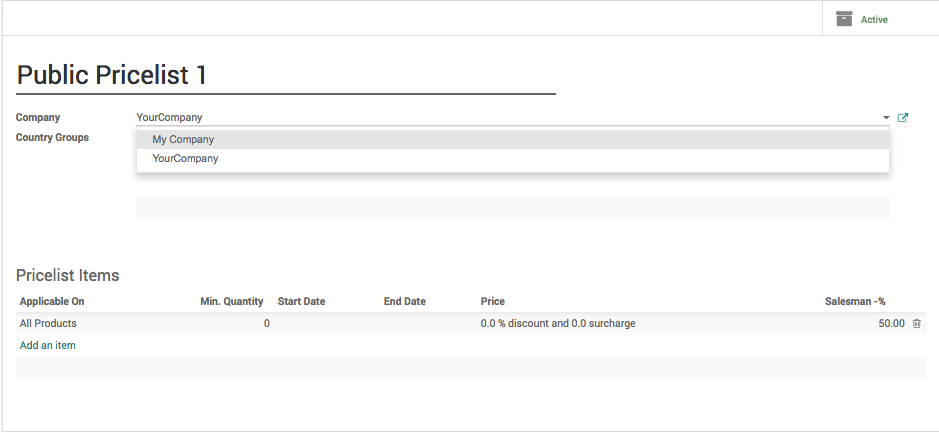 Active
Public Pricelist 1
Company YourCompany
Country Groups My Company
YourCompany
Pricelist Items
Applicable On Min. Quantity Start Date End Date Price Salesman -%
All Products 0 0.0 % discount and 0.0 surcharge 50.00
Add an item